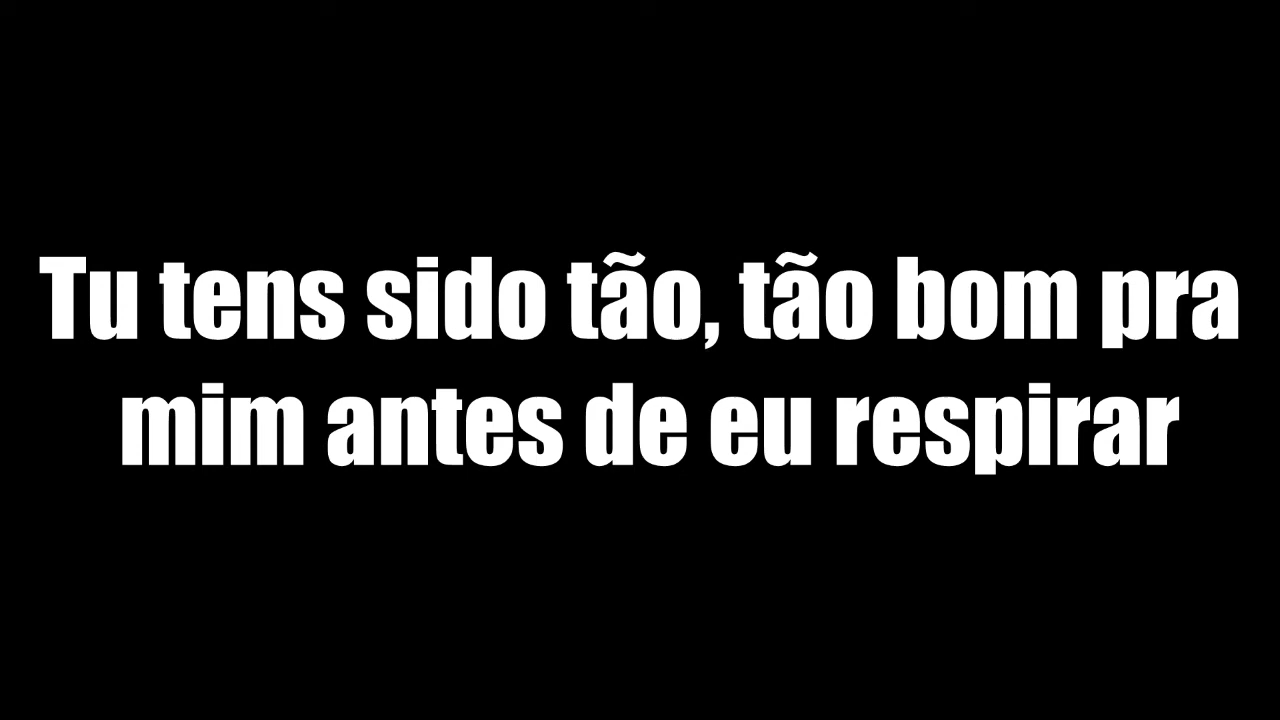 Tu tens sido tão, tão bom pra
mim antes de eu respirar